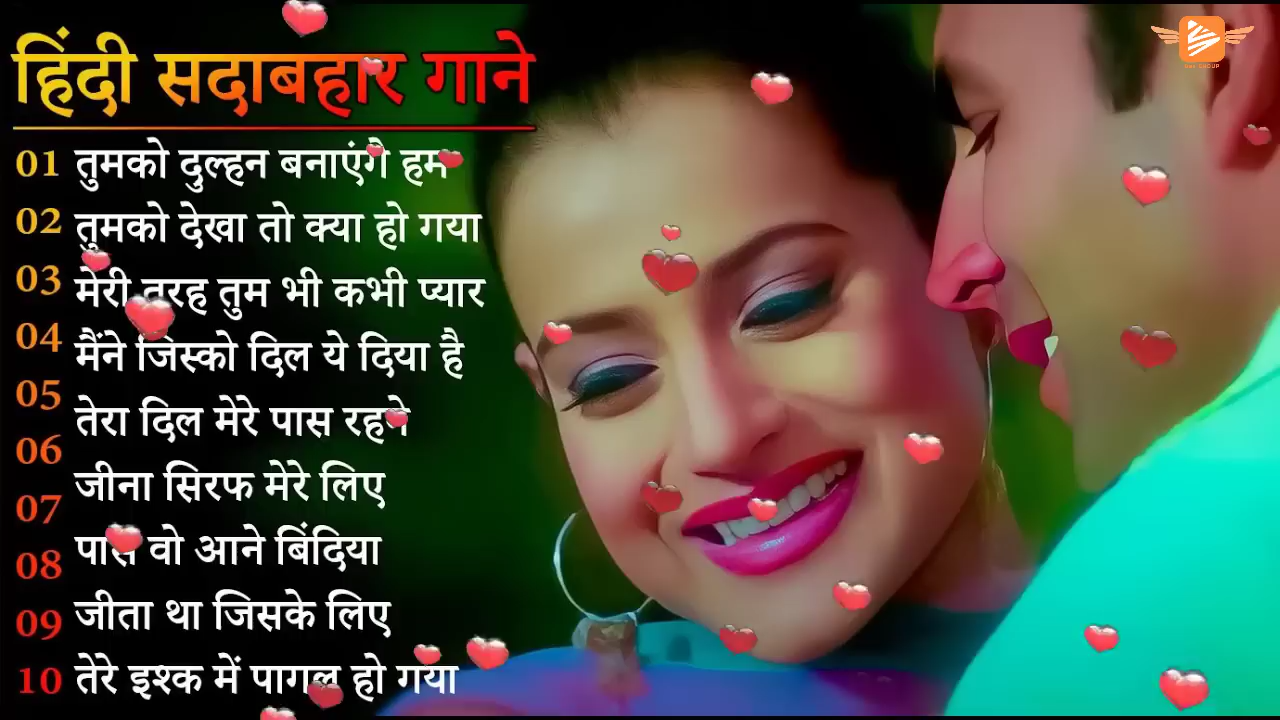 हिंदी सदाबहार गाने
01 तुमको दुल्हन बनाएंगे हम
02 तुमको देखा तो क्या हो गया
03 मेरी तरह तुम भी कभी प्यार
04 मैंने जिस्को दिल ये दिया है
05 तेरा दिल मेरे पास रहने
06 जीना सिरफ मेरे लिए
07 पास वो आने बिंदिया
08 जीता था जिसके लिए
09 तेरे इश्क में पागल हो गया
10